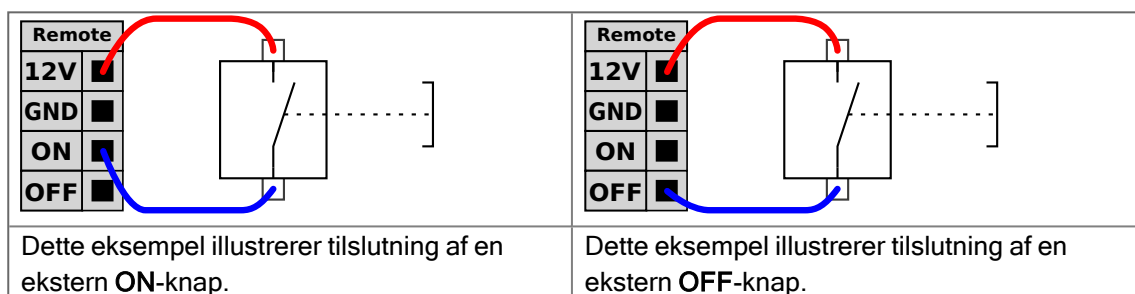 Remote
12V
GND
ON
OFF
Remote
12V
GND
ON
OFF
Dette eksempel illustrerer tilslutning af en
ekstern ON-knap.
Dette eksempel illustrerer tilslutning af en
ekstern OFF-knap.